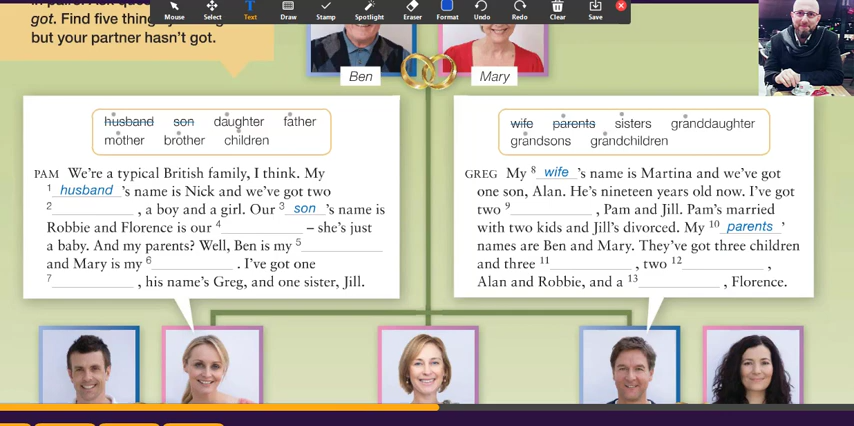 Mouse Select Text Draw Stamp Spotlight Eraser Format Undo Redo Clear Save
got. Find five thing
but your partner hasn't got.
Ben Mary
husband son daughter father
mother brother children
PAM We're a typical British family, I think. My
1 husband 's name is Nick and we've got two
2 , a boy and a girl. Our 3 son 's name is
Robbie and Florence is our 4 – she's just
a baby. And my parents? Well, Ben is my 5
and Mary is my 6 . I've got one
7 , his name's Greg, and one sister, Jill.
wife parents sisters granddaughter
grandsons grandchildren
GREG My 8 wife 's name is Martina and we've got
one son, Alan. He's nineteen years old now. I've got
two 9 , Pam and Jill. Pam's married
with two kids and Jill's divorced. My 10 parents '
names are Ben and Mary. They've got three children
and three 11 , two 12 ,
Alan and Robbie, and a 13 , Florence.